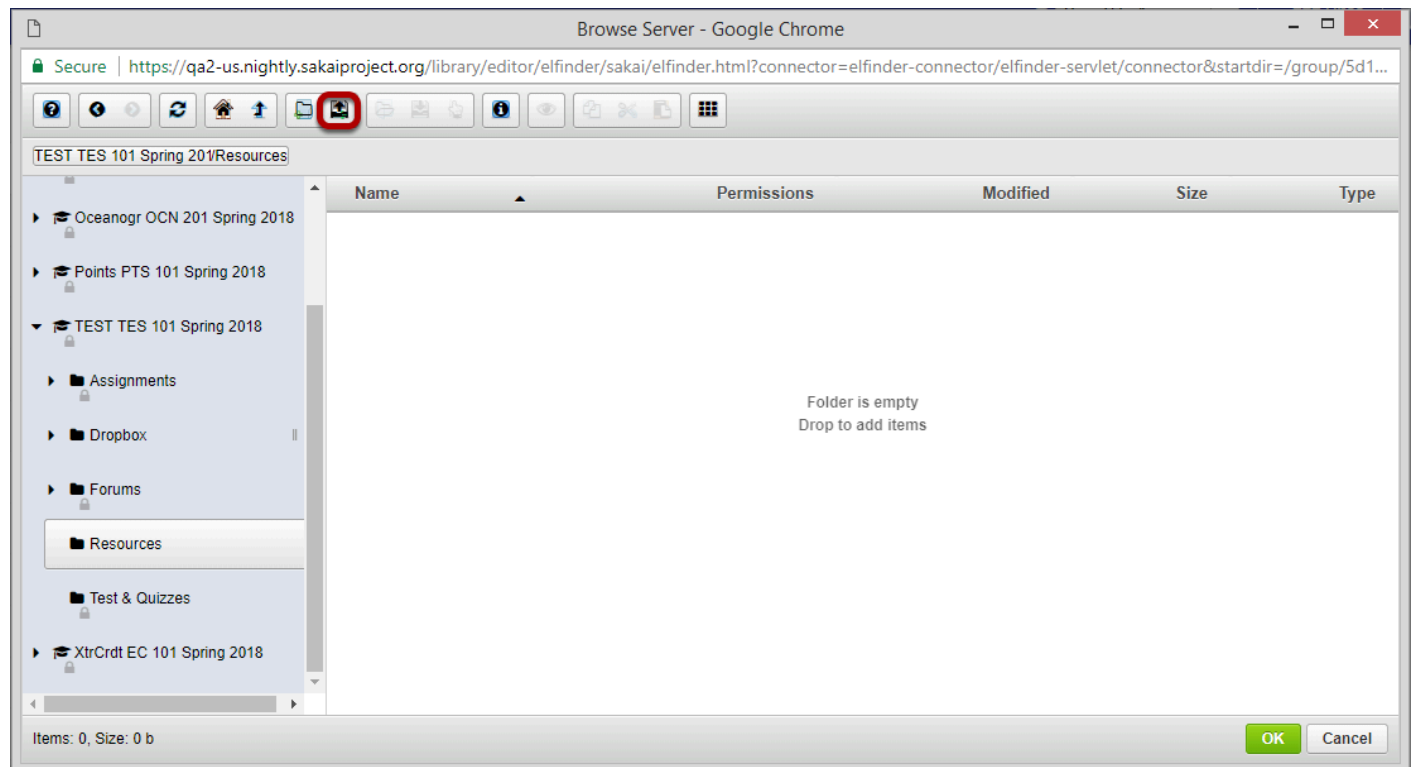 Browse Server - Google Chrome
Secure | https://qa2-us.nightly.sakaiproject.org/library/editor/elfinder/sakai/elfinder.html?connector=elfinder-connector/elfinder-servlet/connector&startdir=/group/5d1...
TEST TES 101 Spring 201/Resources
Name Permissions Modified Size Type
Oceanogr OCN 201 Spring 2018
Points PTS 101 Spring 2018
TEST TES 101 Spring 2018
Assignments
Folder is empty
Drop to add items
Dropbox
Forums
Resources
Test & Quizzes
XtrCrdt EC 101 Spring 2018
Items: 0, Size: 0 b
OK Cancel